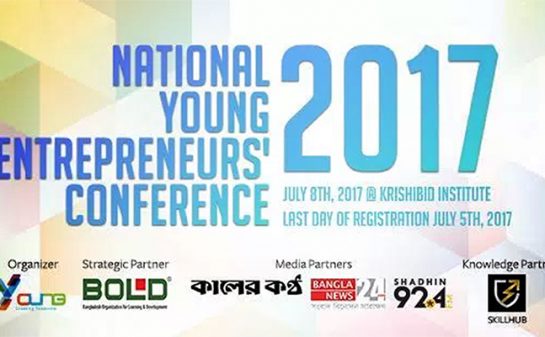 NATIONAL
YOUNG
ENTREPRENEURS'
CONFERENCE
2017
JULY 8TH, 2017 @ KRISHIBID INSTITUTE
LAST DAY OF REGISTRATION JULY 5TH, 2017
Organizer
Strategic Partner
Media Partners
Knowledge Partn
Young
BOLD
Bangladesh Organization for Learning & Development
কালের কণ্ঠ
BANGLA
NEWS
24
SHADHIN
92.4
FM
SKILLHUB